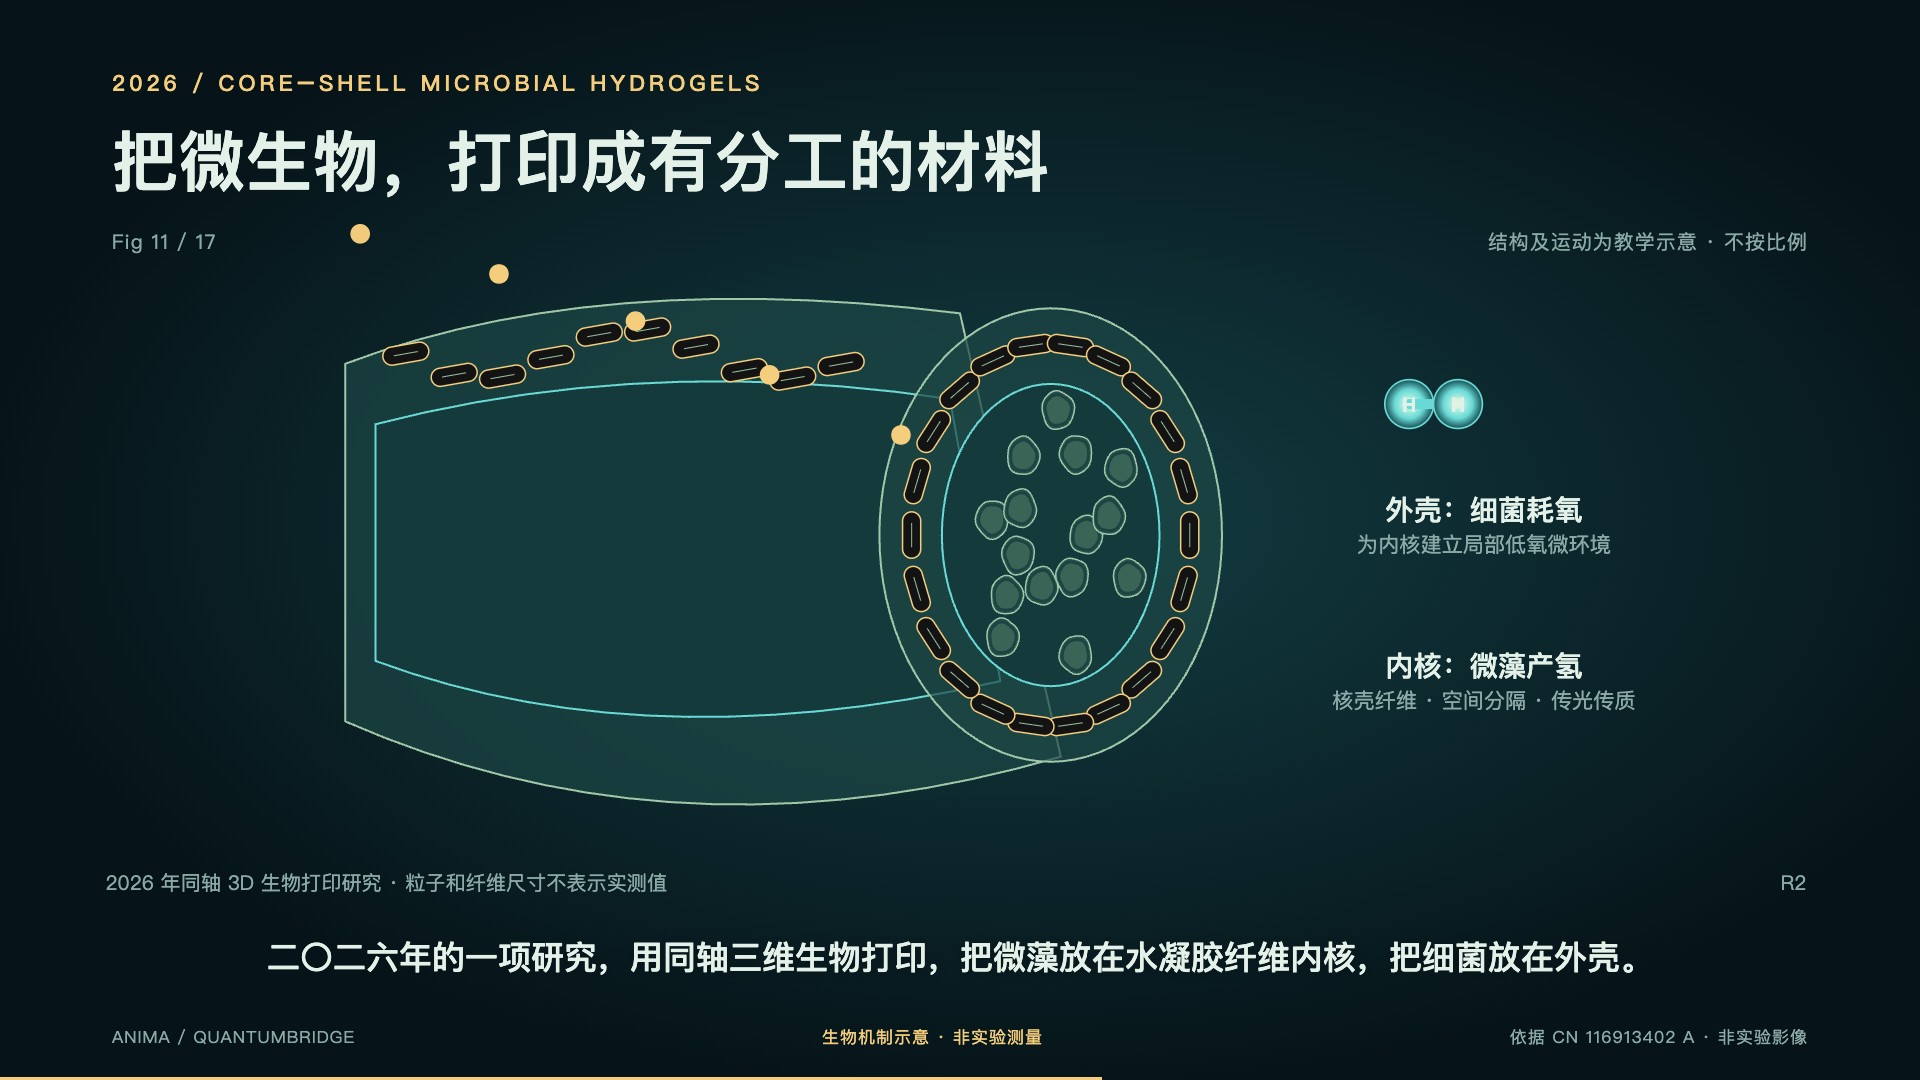 2026 / CORE—SHELL MICROBIAL HYDROGELS
把微生物，打印成有分工的材料
Fig 11 / 17
结构及运动为教学示意 · 不按比例
外壳：细菌耗氧
为内核建立局部低氧微环境
内核：微藻产氢
核壳纤维 · 空间分隔 · 传光传质
2026 年同轴 3D 生物打印研究 · 粒子和纤维尺寸不表示实测值
R2
二〇二六年的一项研究，用同轴三维生物打印，把微藻放在水凝胶纤维内核，把细菌放在外壳。
ANIMA / QUANTUMBRIDGE
生物机制示意 · 非实验测量
依据 CN 116913402 A · 非实验影像